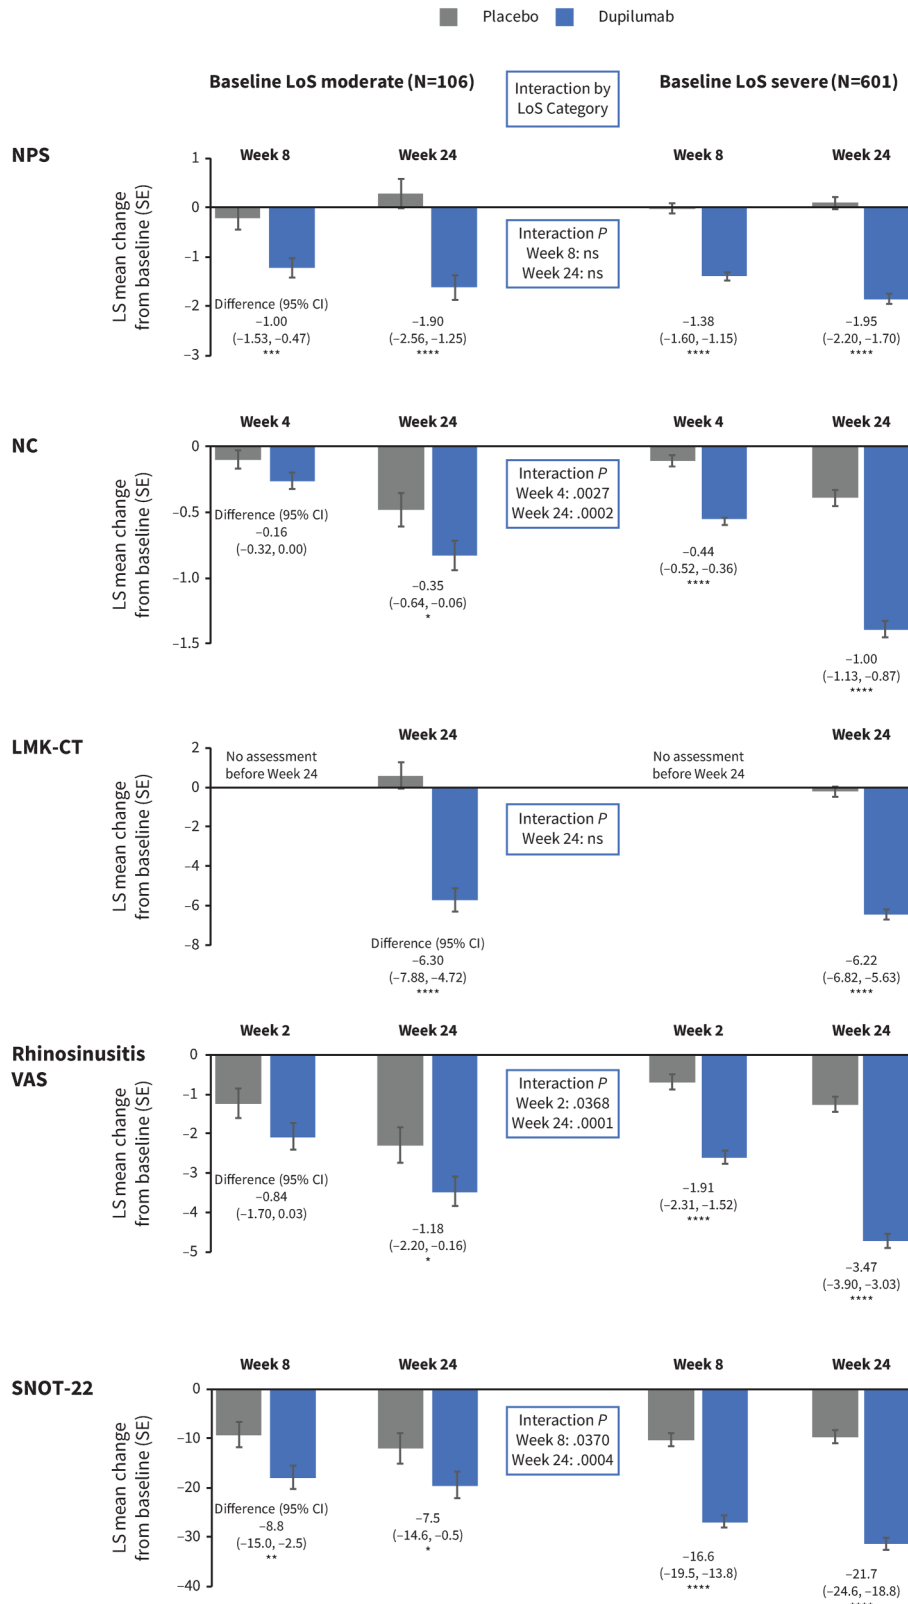 Placebo Dupilumab
Baseline LoS moderate (N=106)
Baseline LoS severe (N=601)
Interaction by
LoS Category
NPS
Week 8 Week 24 Week 8 Week 24
LS mean change
from baseline (SE)
1
0
–1
–2
–3
Interaction P
Week 8: ns
Week 24: ns
Difference (95% CI)
–1.00
(–1.53, –0.47)
***
–1.90
(–2.56, –1.25)
****
–1.38
(–1.60, –1.15)
****
–1.95
(–2.20, –1.70)
****
NC
Week 4 Week 24 Week 4 Week 24
LS mean change
from baseline (SE)
0
–0.5
–1.0
–1.5
Interaction P
Week 4: .0027
Week 24: .0002
Difference (95% CI)
–0.16
(–0.32, 0.00)
–0.35
(–0.64, –0.06)
*
–0.44
(–0.52, –0.36)
****
–1.00
(–1.13, –0.87)
****
LMK-CT
Week 24 Week 24
LS mean change
from baseline (SE)
2
0
–2
–4
–6
–8
No assessment
before Week 24
No assessment
before Week 24
Interaction P
Week 24: ns
Difference (95% CI)
–6.30
(–7.88, –4.72)
****
–6.22
(–6.82, –5.63)
****
Rhinosinusitis
VAS
Week 2 Week 24 Week 2 Week 24
LS mean change
from baseline (SE)
0
–1
–2
–3
–4
–5
Interaction P
Week 2: .0368
Week 24: .0001
Difference (95% CI)
–0.84
(–1.70, 0.03)
–1.18
(–2.20, –0.16)
*
–1.91
(–2.31, –1.52)
****
–3.47
(–3.90, –3.03)
****
SNOT-22
Week 8 Week 24 Week 8 Week 24
LS mean change
from baseline (SE)
0
–10
–20
–30
–40
Interaction P
Week 8: .0370
Week 24: .0004
Difference (95% CI)
–8.8
(–15.0, –2.5)
**
–7.5
(–14.6, –0.5)
*
–16.6
(–19.5, –13.8)
****
–21.7
(–24.6, –18.8)
****